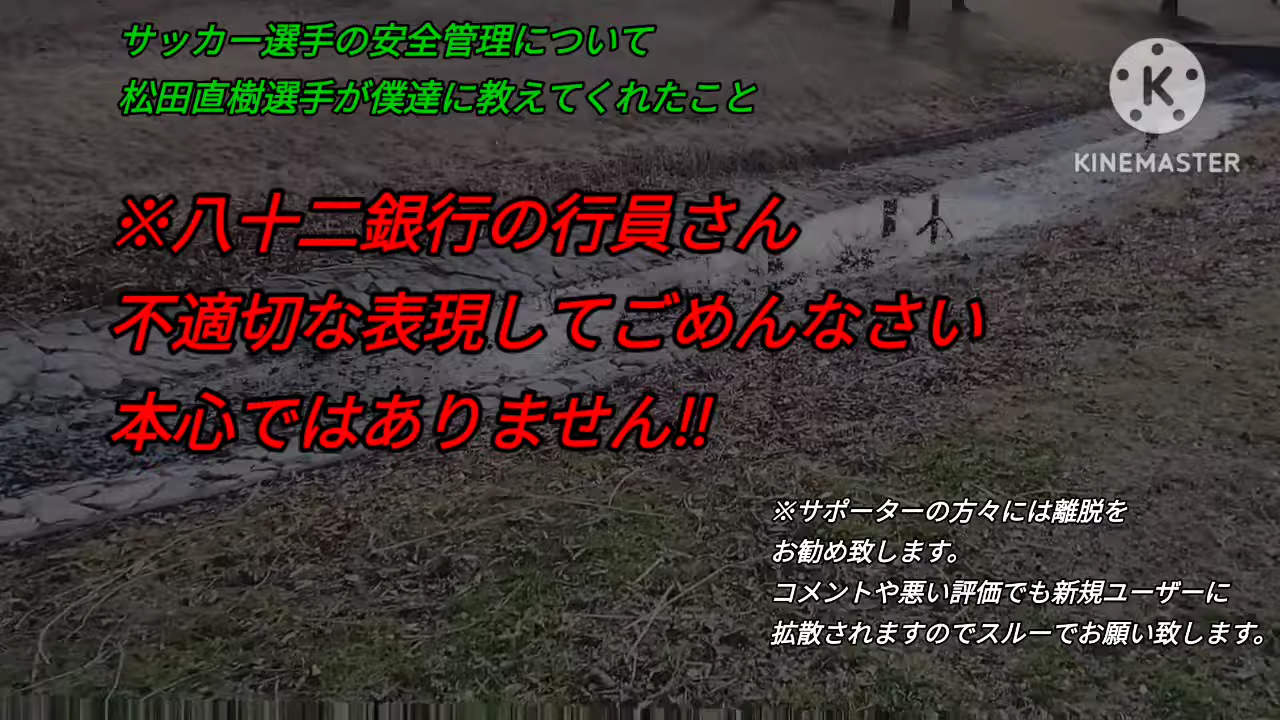 サッカー選手の安全管理について
松田直樹選手が僕達に教えてくれたこと
KINEMASTER
※八十二銀行の行員さん
不適切な表現してごめんなさい
本心ではありません!!
※サポーターの方々には離脱を
お勧め致します。
コメントや悪い評価でも新規ユーザーに
拡散されますのでスルーでお願い致します。